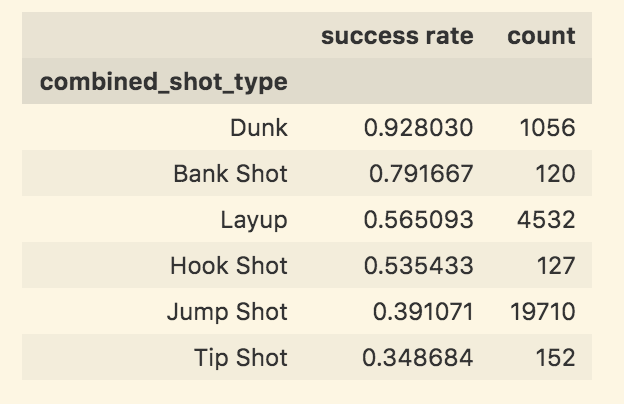 success rate count
combined_shot_type
Dunk 0.928030 1056
Bank Shot 0.791667 120
Layup 0.565093 4532
Hook Shot 0.535433 127
Jump Shot 0.391071 19710
Tip Shot 0.348684 152